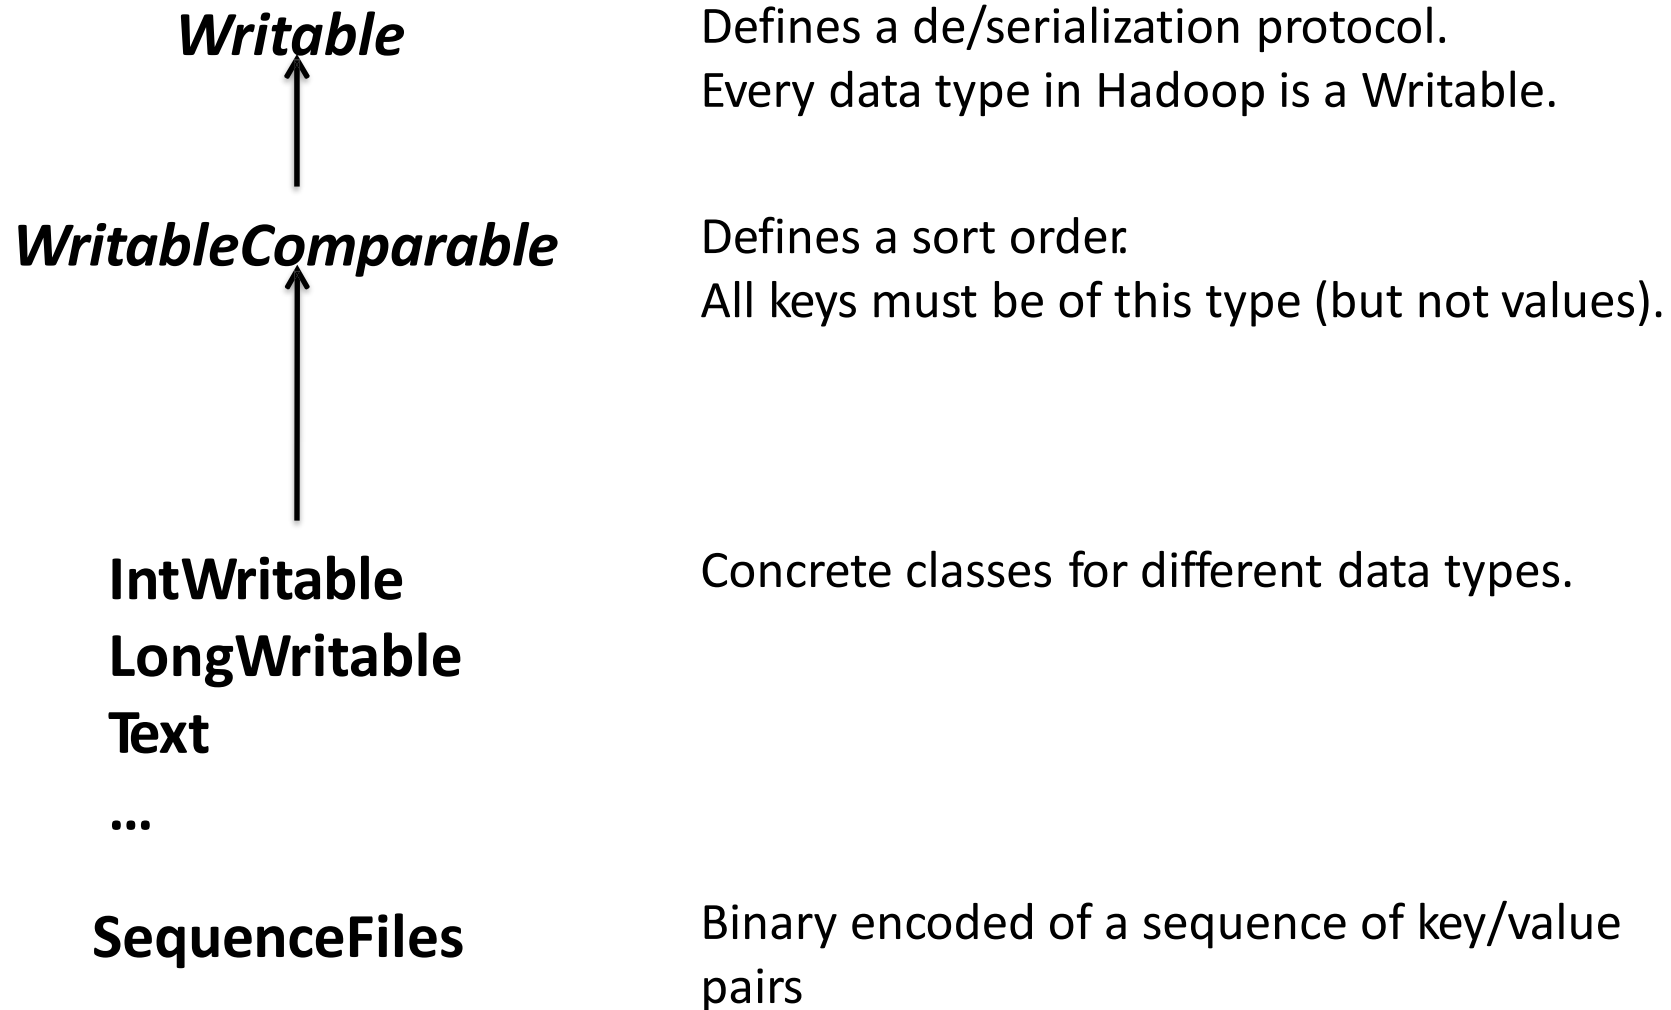 Writable
Defines a de/serialization protocol.
Every data type in Hadoop is a Writable.
WritableComparable
Defines a sort order.
All keys must be of this type (but not values).
IntWritable
Concrete classes for different data types.
LongWritable
Text
...
SequenceFiles
Binary encoded of a sequence of key/value
pairs